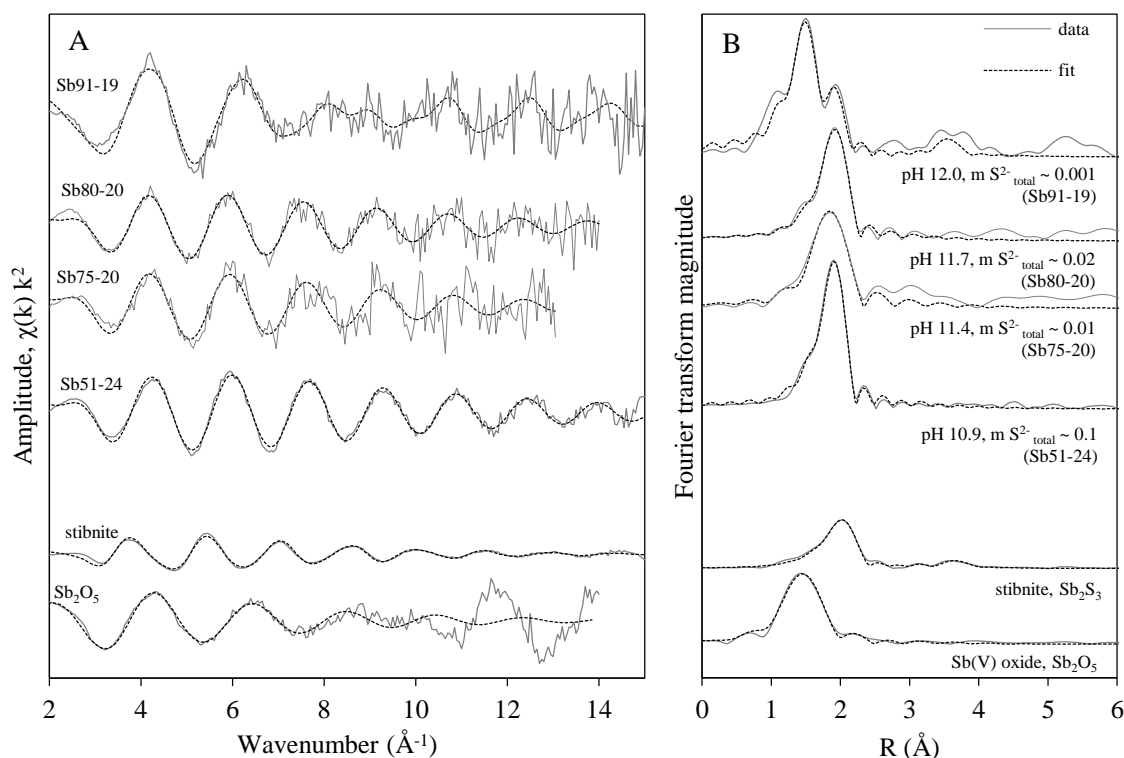 A
Sb91-19
Sb80-20
Sb75-20
Sb51-24
stibnite
Sb₂O₅
Amplitude, χ(k) k²
2 4 6 8 10 12 14
Wavenumber (Å⁻¹)
B
data
fit
pH 12.0, m S²⁻ total ~ 0.001
(Sb91-19)
pH 11.7, m S²⁻ total ~ 0.02
(Sb80-20)
pH 11.4, m S²⁻ total ~ 0.01
(Sb75-20)
pH 10.9, m S²⁻ total ~ 0.1
(Sb51-24)
stibnite, Sb₂S₃
Sb(V) oxide, Sb₂O₅
Fourier transform magnitude
0 1 2 3 4 5 6
R (Å)